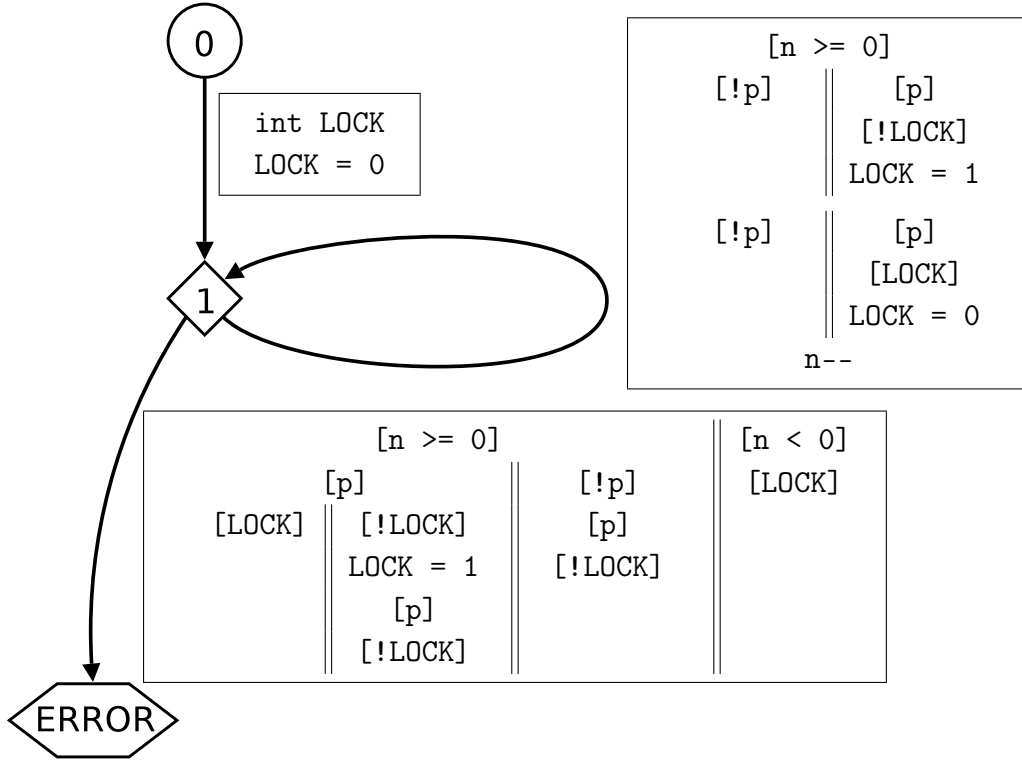 0
int LOCK
LOCK = 0
1
[n >= 0]
[!p] [p]
[!LOCK]
LOCK = 1
[!p] [p]
[LOCK]
LOCK = 0
n--
[n >= 0] [n < 0]
[p] [!p] [LOCK]
[LOCK] [!LOCK] [p]
LOCK = 1 [!LOCK]
[p]
[!LOCK]
ERROR